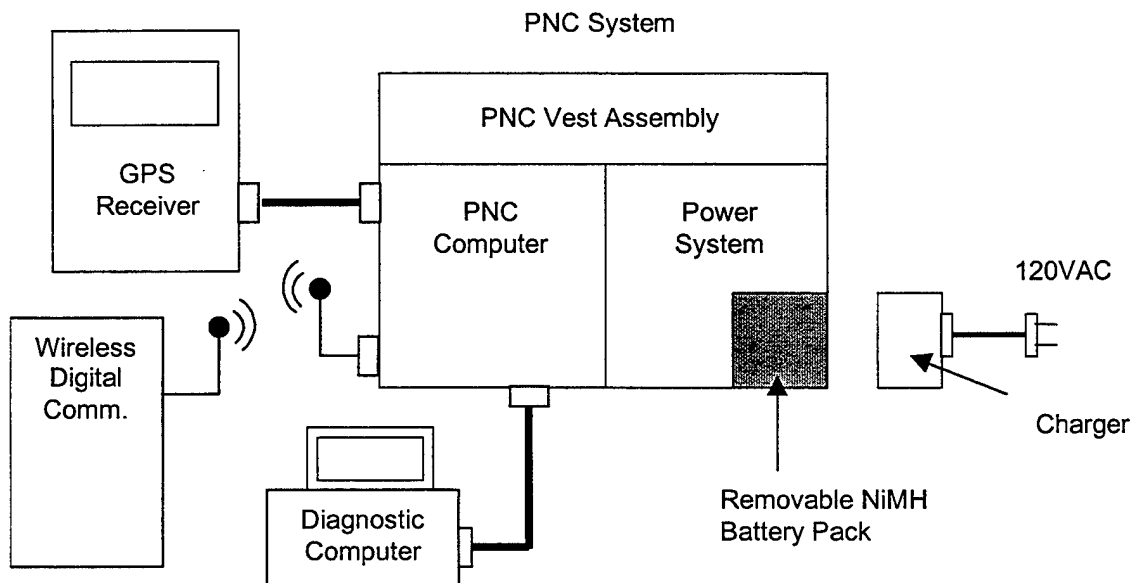 PNC System
PNC Vest Assembly
GPS
Receiver
PNC
Computer
Power
System
120VAC
Wireless
Digital
Comm.
Charger
Diagnostic
Computer
Removable NiMH
Battery Pack